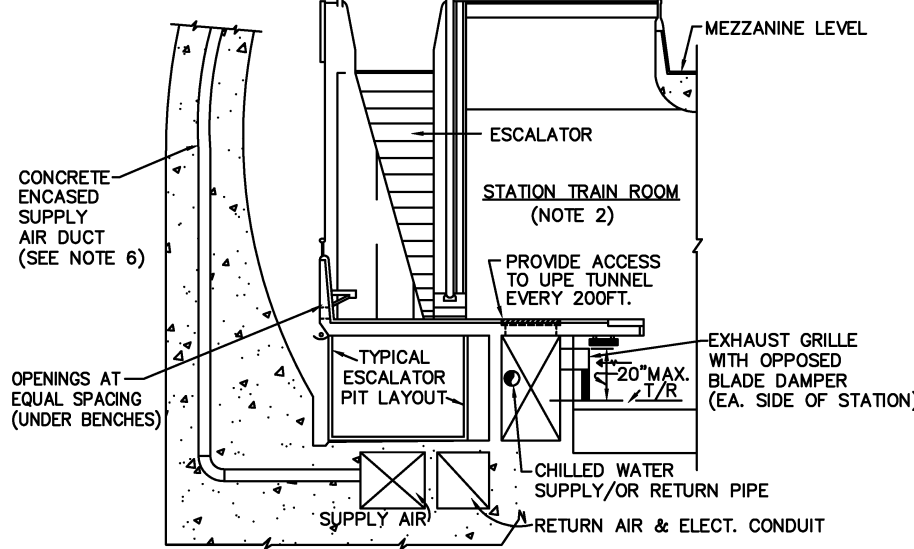 MEZZANINE LEVEL
ESCALATOR
CONCRETE
ENCASED
SUPPLY
AIR DUCT
(SEE NOTE 6)
STATION TRAIN ROOM
(NOTE 2)
PROVIDE ACCESS
TO UPE TUNNEL
EVERY 200FT.
OPENINGS AT
EQUAL SPACING
(UNDER BENCHES)
TYPICAL
ESCALATOR
PIT LAYOUT
20"MAX.
T/R
EXHAUST GRILLE
WITH OPPOSED
BLADE DAMPER
(EA. SIDE OF STATION)
CHILLED WATER
SUPPLY/OR RETURN PIPE
SUPPLY AIR
RETURN AIR & ELECT. CONDUIT